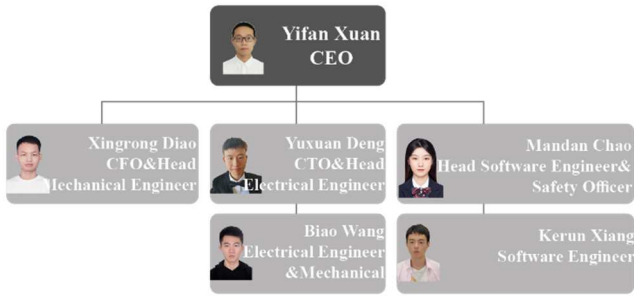 Yifan Xuan
CEO
Xingrong Diao
CFO&Head
Mechanical Engineer
Yuxuan Deng
CTO&Head
Electrical Engineer
Mandan Chao
Head Software Engineer&
Safety Officer
Biao Wang
Electrical Engineer
&Mechanical
Kerun Xiang
Software Engineer